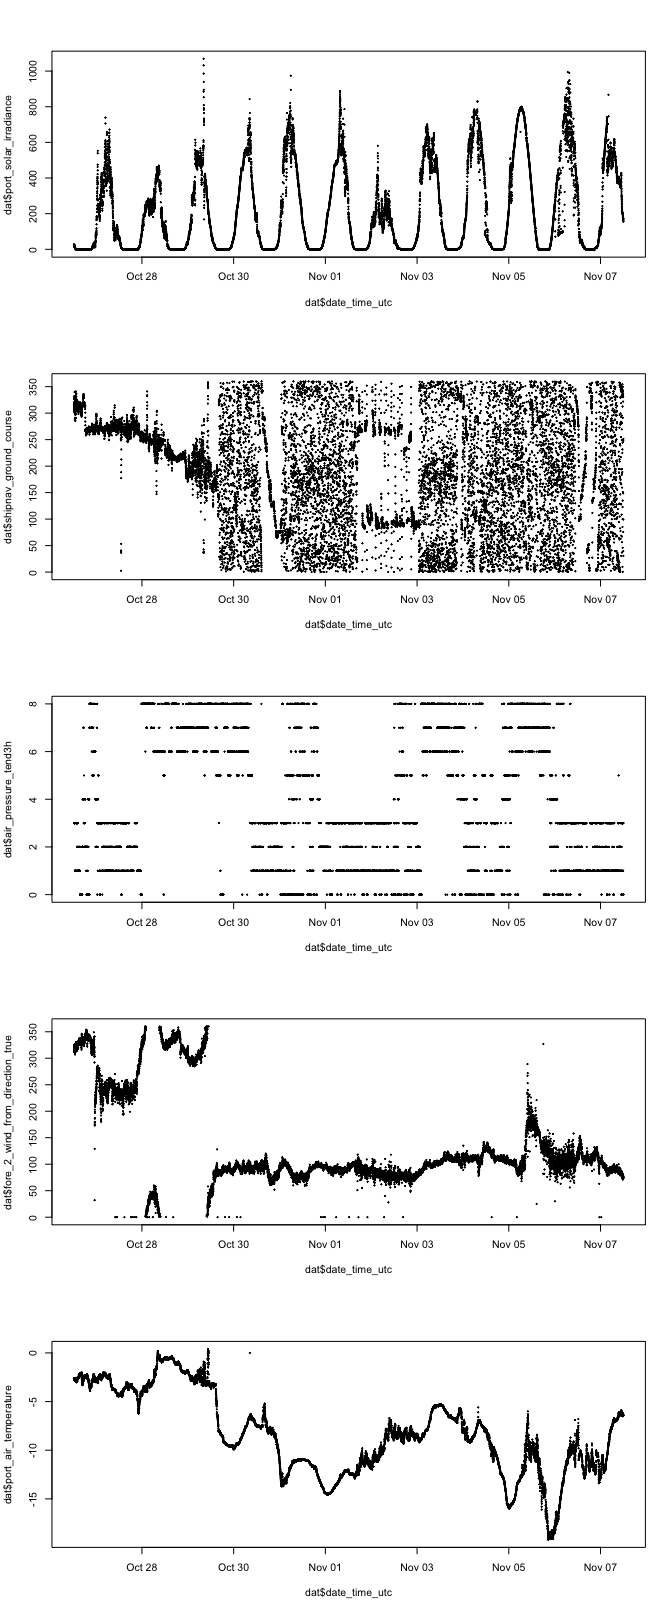 dat$port_solar_irradiance
1000
800
600
400
200
0
Oct 28 Oct 30 Nov 01 Nov 03 Nov 05 Nov 07
dat$date_time_utc
dat$shipnav_ground_course
350
300
250
200
150
100
50
0
Oct 28 Oct 30 Nov 01 Nov 03 Nov 05 Nov 07
dat$date_time_utc
dat$air_pressure_tend3h
8
6
4
2
0
Oct 28 Oct 30 Nov 01 Nov 03 Nov 05 Nov 07
dat$date_time_utc
dat$fore_2_wind_from_direction_true
350
300
250
200
150
100
50
0
Oct 28 Oct 30 Nov 01 Nov 03 Nov 05 Nov 07
dat$date_time_utc
dat$port_air_temperature
0
-5
-10
-15
Oct 28 Oct 30 Nov 01 Nov 03 Nov 05 Nov 07
dat$date_time_utc